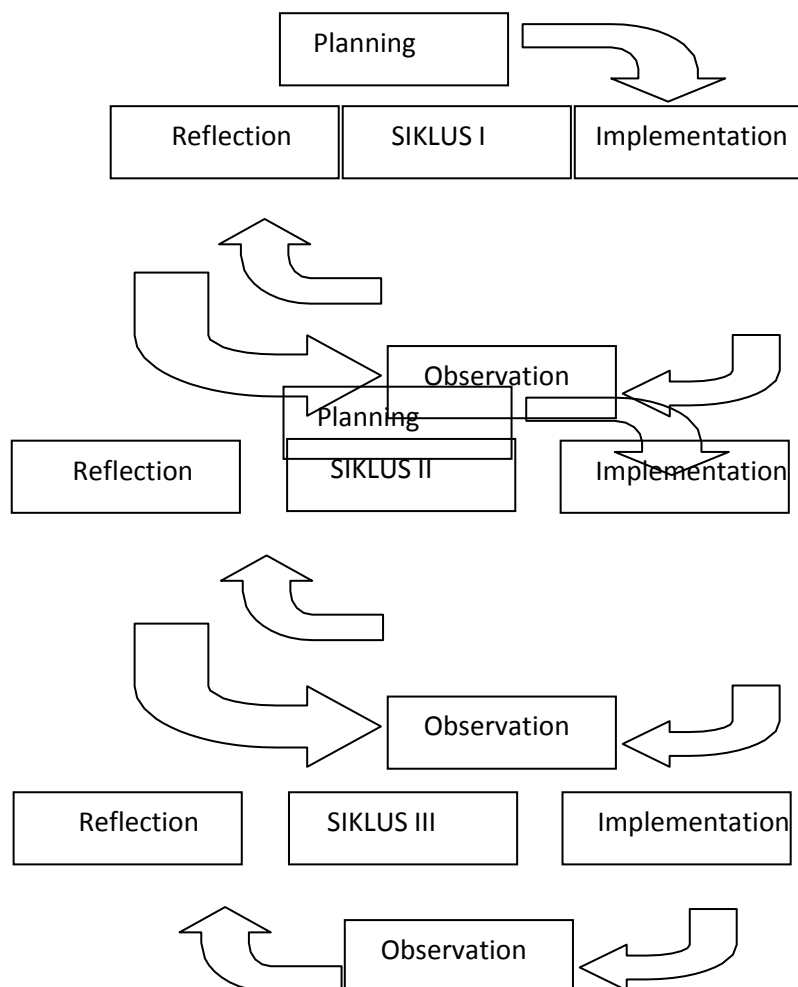 Planning
Reflection
SIKLUS I
Implementation
Observation
Planning
Reflection
SIKLUS II
Implementation
Observation
Reflection
SIKLUS III
Implementation
Observation